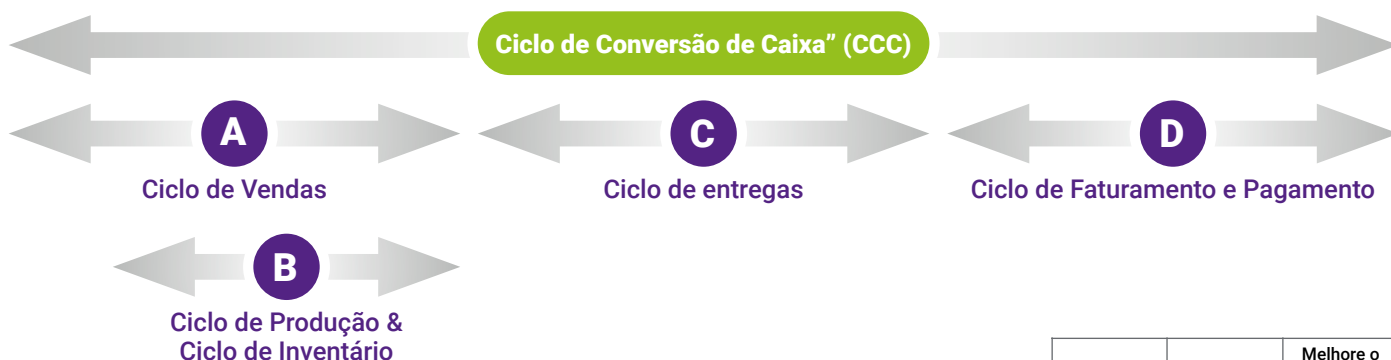 Ciclo de Conversão de Caixa” (CCC)
A
Ciclo de Vendas
C
Ciclo de entregas
D
Ciclo de Faturamento e Pagamento
B
Ciclo de Produção &
Ciclo de Inventário
Melhore o